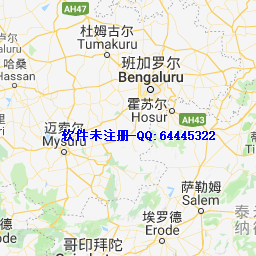 AH47
杜姆古尔
Tumakuru
班加罗尔
Bengaluru
哈桑
Hassan
霍苏尔
Hosur
AH43
迈索尔
Mysuru
软件未注册-QQ:64445322
萨勒姆
Salem
埃罗德
Erode
哥印拜陀